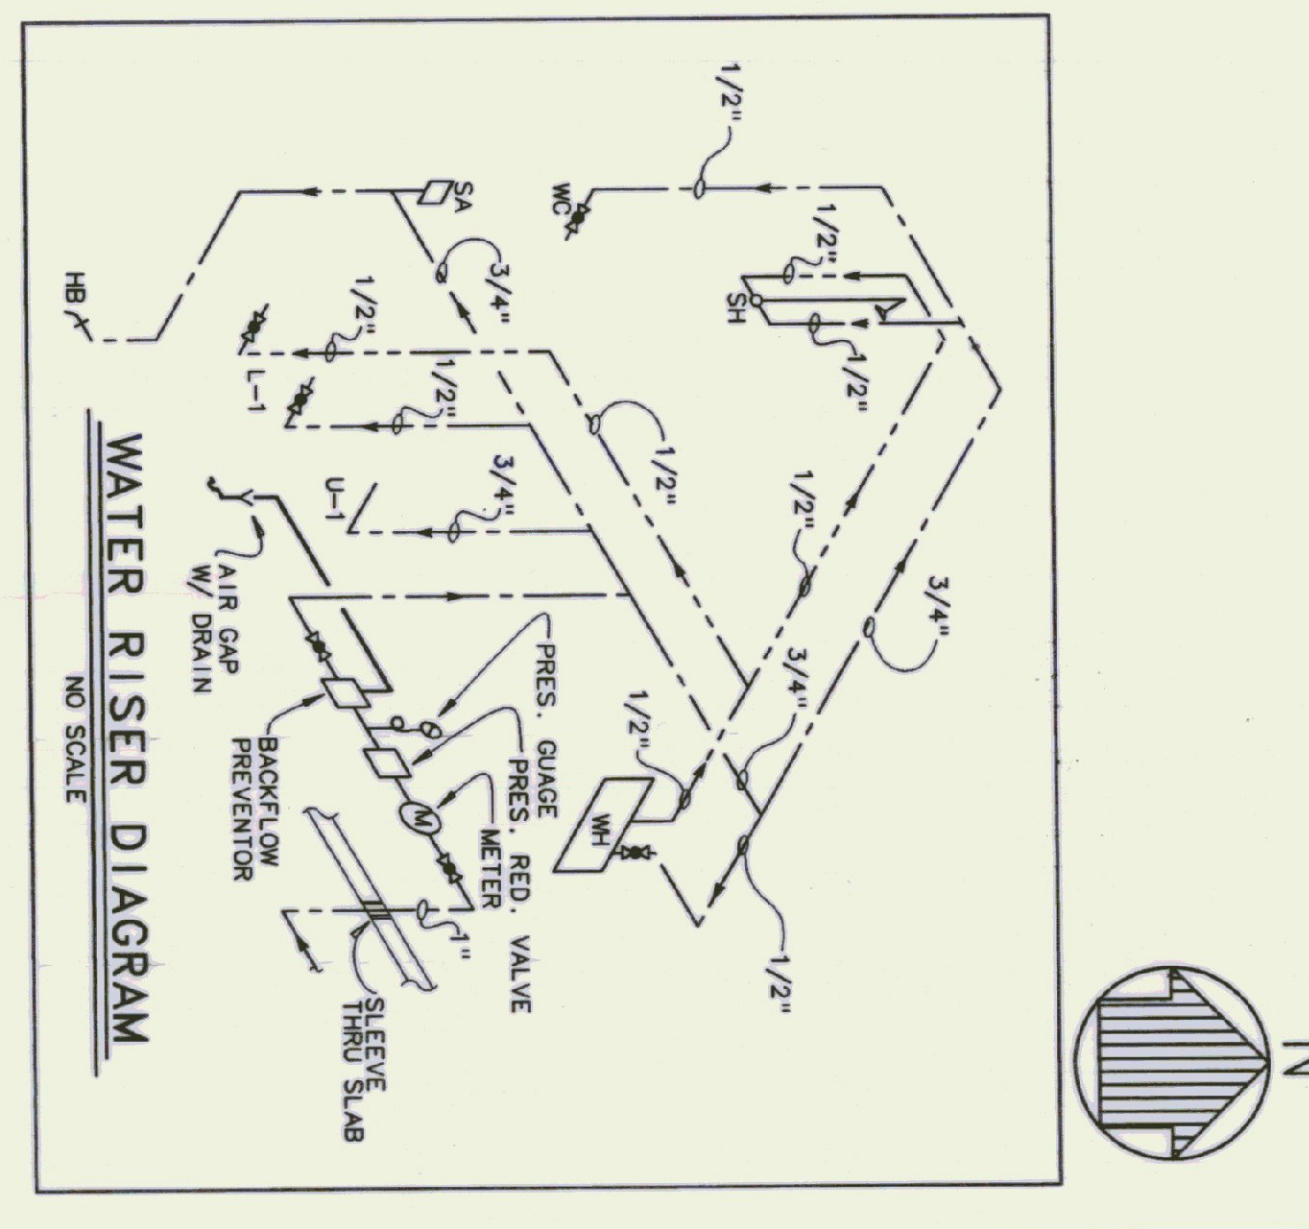 1/2"
1/2"
SH
1/2"
WC
3/4"
1/2"
3/4"
1/2"
1/2"
1/2"
WH
SA
3/4"
1/2"
1/2"
1/2"
L-1
3/4"
U-1
HB
PRES. GUAGE
PRES. RED. VALVE
METER
1"
AIR GAP
W/ DRAIN
BACKFLOW
PREVENTOR
SLEEVE
THRU SLAB
WATER RISER DIAGRAM
NO SCALE
M
N